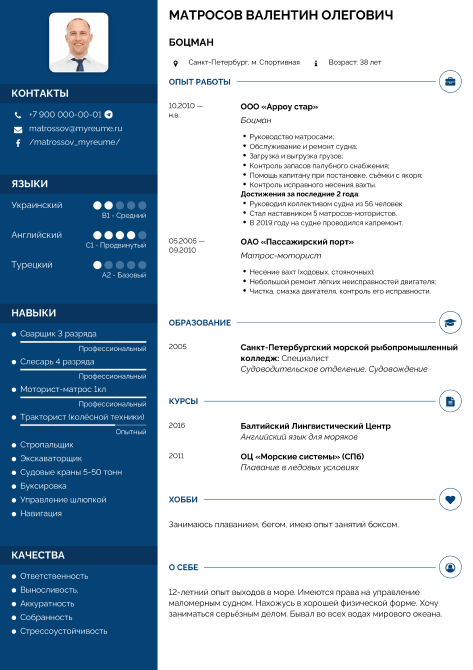 КОНТАКТЫ
+7 900 000-00-01
matrossov@myreume.ru
/matrossov_myreume/
ЯЗЫКИ
Украинский
B1 - Средний
Английский
C1 - Продвинутый
Турецкий
A2 - Базовый
НАВЫКИ
Сварщик 3 разряда
Профессиональный
Слесарь 4 разряда
Профессиональный
Моторист-матрос 1кл
Профессиональный
Тракторист (колёсной техники)
Опытный
Стропальщик
Экскаваторщик
Судовые краны 5-50 тонн
Буксировка
Управление шлюпкой
Навигация
КАЧЕСТВА
Ответственность
Выносливость,
Аккуратность
Собранность
Стрессоустойчивость
МАТРОСОВ ВАЛЕНТИН ОЛЕГОВИЧ
БОЦМАН
Санкт-Петербург, м. Спортивная Возраст: 38 лет
ОПЫТ РАБОТЫ
10.2010 —
н.в.
ООО «Арроу стар»
Боцман
Руководство матросами;
Обслуживание и ремонт судна;
Загрузка и выгрузка грузов;
Контроль запасов палубного снабжения;
Помощь капитану при постановке, съёмки с якоря;
Контроль исправного несения вахты.
Достижения за последние 2 года:
Руководил коллективом судна из 56 человек
Стал наставником 5 матросов-мотористов.
В 2019 году на судне проводился капремонт.
05.2005 —
09.2010
ОАО «Пассажирский порт»
Матрос-моторист
Несение вахт (ходовых, стояночных);
Небольшой ремонт лёгких неисправностей двигателя;
Чистка, смазка двигателя, контроль его исправности.
ОБРАЗОВАНИЕ
2005
Санкт-Петербургский морской рыбопромышленный
колледж: Специалист
Судоводительское отделение, Судовождение
КУРСЫ
2016
Балтийский Лингвистический Центр
Английский язык для моряков
2011
ОЦ «Морские системы» (СПб)
Плавание в ледовых условиях
ХОББИ
Занимаюсь плаванием, бегом, имею опыт занятий боксом.
О СЕБЕ
12-летний опыт выходов в море. Имеются права на управление
маломерным судном. Нахожусь в хорошей физической форме. Хочу
заниматься серьёзным делом. Бывал во всех водах мирового океана.